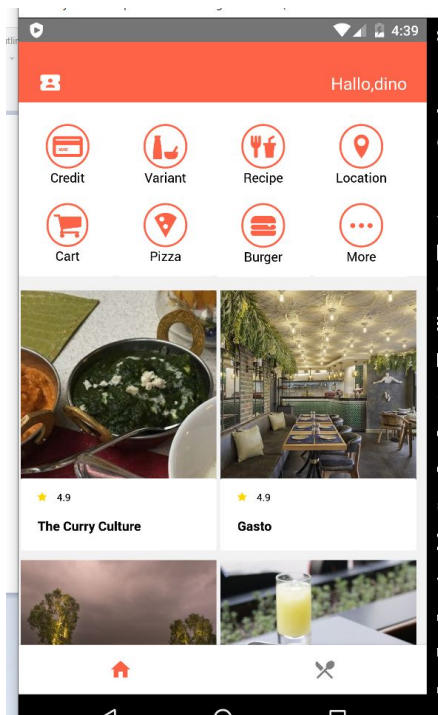 4:39
Hallo,dino
Credit Variant Recipe Location
Cart Pizza Burger More
4.9 4.9
The Curry Culture Gasto